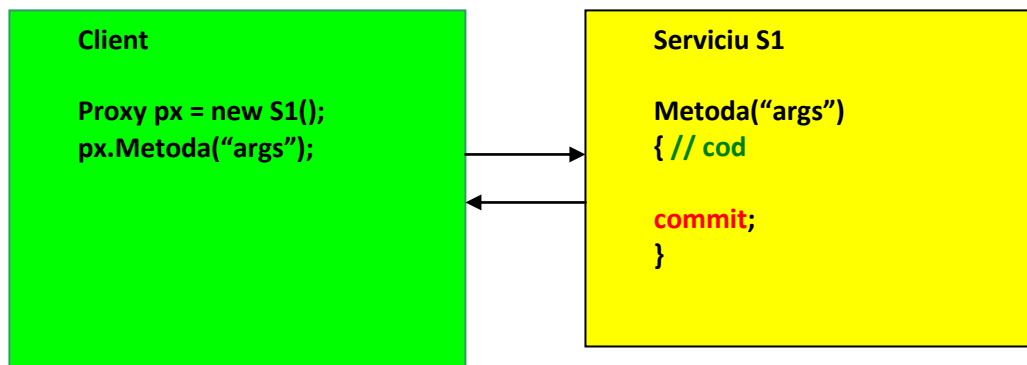 Client
Proxy px = new S1();
px.Metoda(“args”);
Serviciu S1
Metoda(“args”)
{ // cod
commit;
}